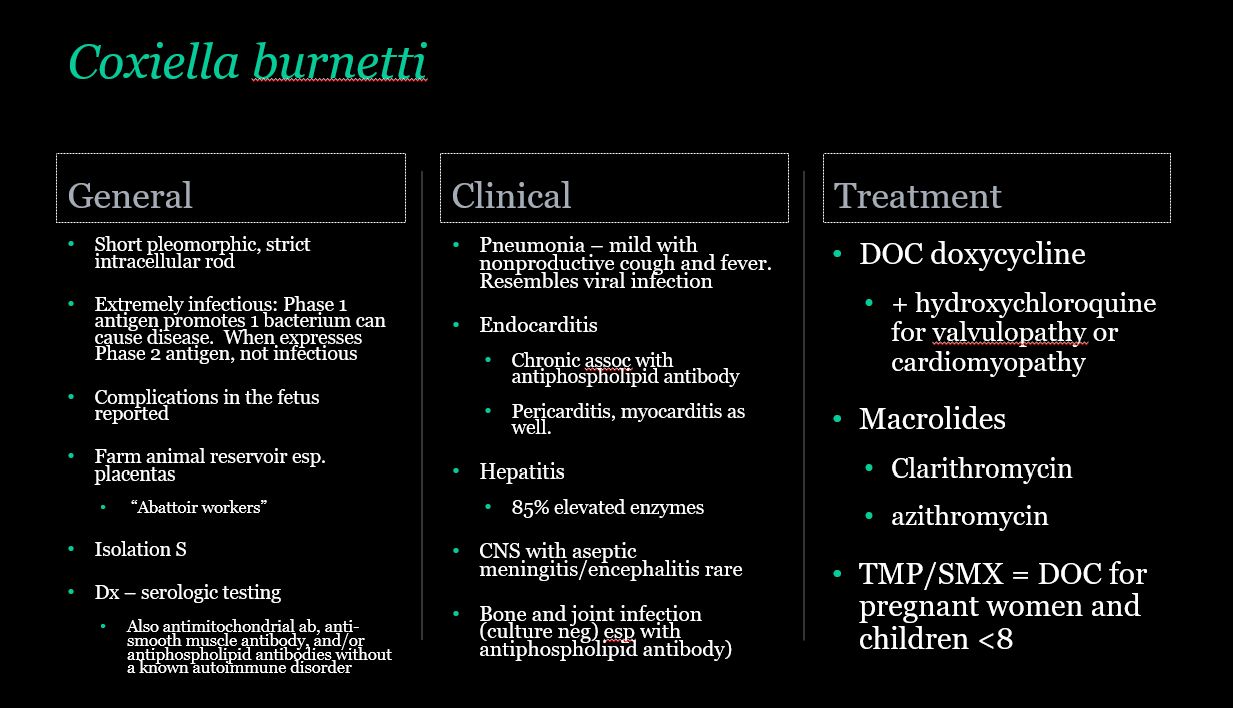 Coxiella burnetti
General
Short pleomorphic, strict
intracellular rod
Extremely infectious: Phase 1
antigen promotes 1 bacterium can
cause disease.  When expresses
Phase 2 antigen, not infectious
Complications in the fetus
reported
Farm animal reservoir esp.
placentas
“Abattoir workers”
Isolation S
Dx – serologic testing
Also antimitochondrial ab, anti-
smooth muscle antibody, and/or
antiphospholipid antibodies without
a known autoimmune disorder
Clinical
Pneumonia – mild with
nonproductive cough and fever.
Resembles viral infection
Endocarditis
Chronic assoc with
antiphospholipid antibody
Pericarditis, myocarditis as
well.
Hepatitis
85% elevated enzymes
CNS with aseptic
meningitis/encephalitis rare
Bone and joint infection
(culture neg) esp with
antiphospholipid antibody)
Treatment
DOC doxycycline
+ hydroxychloroquine
for valvulopathy or
cardiomyopathy
Macrolides
Clarithromycin
azithromycin
TMP/SMX = DOC for
pregnant women and
children <8